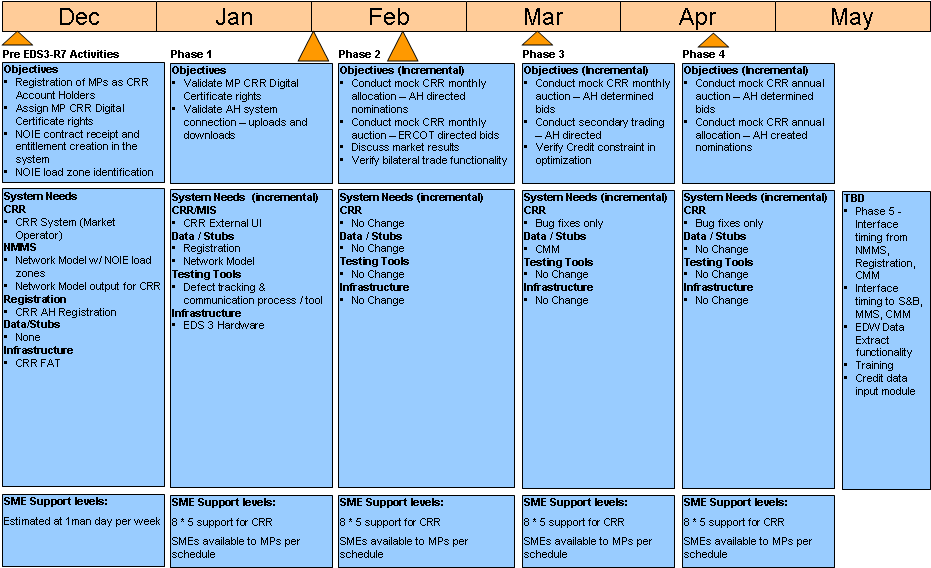 Dec Jan Feb Mar Apr May
Pre EDS3-R7 Activities
Objectives
▪ Registration of MPs as CRR
Account Holders
▪ Assign MP CRR Digital
Certificate rights
▪ NOIE contract receipt and
entitlement creation in the
system
▪ NOIE load zone identification
System Needs
CRR
▪ CRR System (Market
Operator)
NMMS
▪ Network Model w/ NOIE load
zones
▪ Network Model output for CRR
Registration
▪ CRR AH Registration
Data/Stubs
▪ None
Infrastructure
▪ CRR FAT
SME Support levels:
Estimated at 1man day per week
Phase 1
Objectives
▪ Validate MP CRR Digital
Certificate rights
▪ Validate AH system
connection – uploads and
downloads
System Needs (incremental)
CRR/MIS
▪ CRR External UI
Data / Stubs
▪ Registration
▪ Network Model
Testing Tools
▪ Defect tracking &
communication process / tool
Infrastructure
▪ EDS 3 Hardware
SME Support levels:
8 * 5 support for CRR
SMEs available to MPs per
schedule
Phase 2
Objectives (Incremental)
▪ Conduct mock CRR monthly
allocation – AH directed
nominations
▪ Conduct mock CRR monthly
auction – ERCOT directed bids
▪ Discuss market results
▪ Verify bilateral trade functionality
System Needs (incremental)
CRR
▪ No Change
Data / Stubs
▪ No Change
Testing Tools
▪ No Change
Infrastructure
▪ No Change
SME Support levels:
8 * 5 support for CRR
SMEs available to MPs per
schedule
Phase 3
Objectives (Incremental)
▪ Conduct mock CRR monthly
auction – AH determined
bids
▪ Conduct secondary trading
– AH directed
▪ Verify Credit constraint in
optimization
System Needs (incremental)
CRR
▪ Bug fixes only
Data / Stubs
▪ CMM
Testing Tools
▪ No Change
Infrastructure
▪ No Change
SME Support levels:
8 * 5 support for CRR
SMEs available to MPs per
schedule
Phase 4
Objectives (Incremental)
▪ Conduct mock CRR annual
auction – AH determined
bids
▪ Conduct mock CRR annual
allocation – AH created
nominations
System Needs (incremental)
CRR
▪ Bug fixes only
Data / Stubs
▪ No Change
Testing Tools
▪ No Change
Infrastructure
▪ No Change
SME Support levels:
8 * 5 support for CRR
SMEs available to MPs per
schedule
TBD
▪ Phase 5 -
Interface
timing from
NMMS,
Registration,
CMM
▪ Interface
timing to S&B,
MMS, CMM
▪ EDW Data
Extract
functionality
▪ Training
▪ Credit data
input module